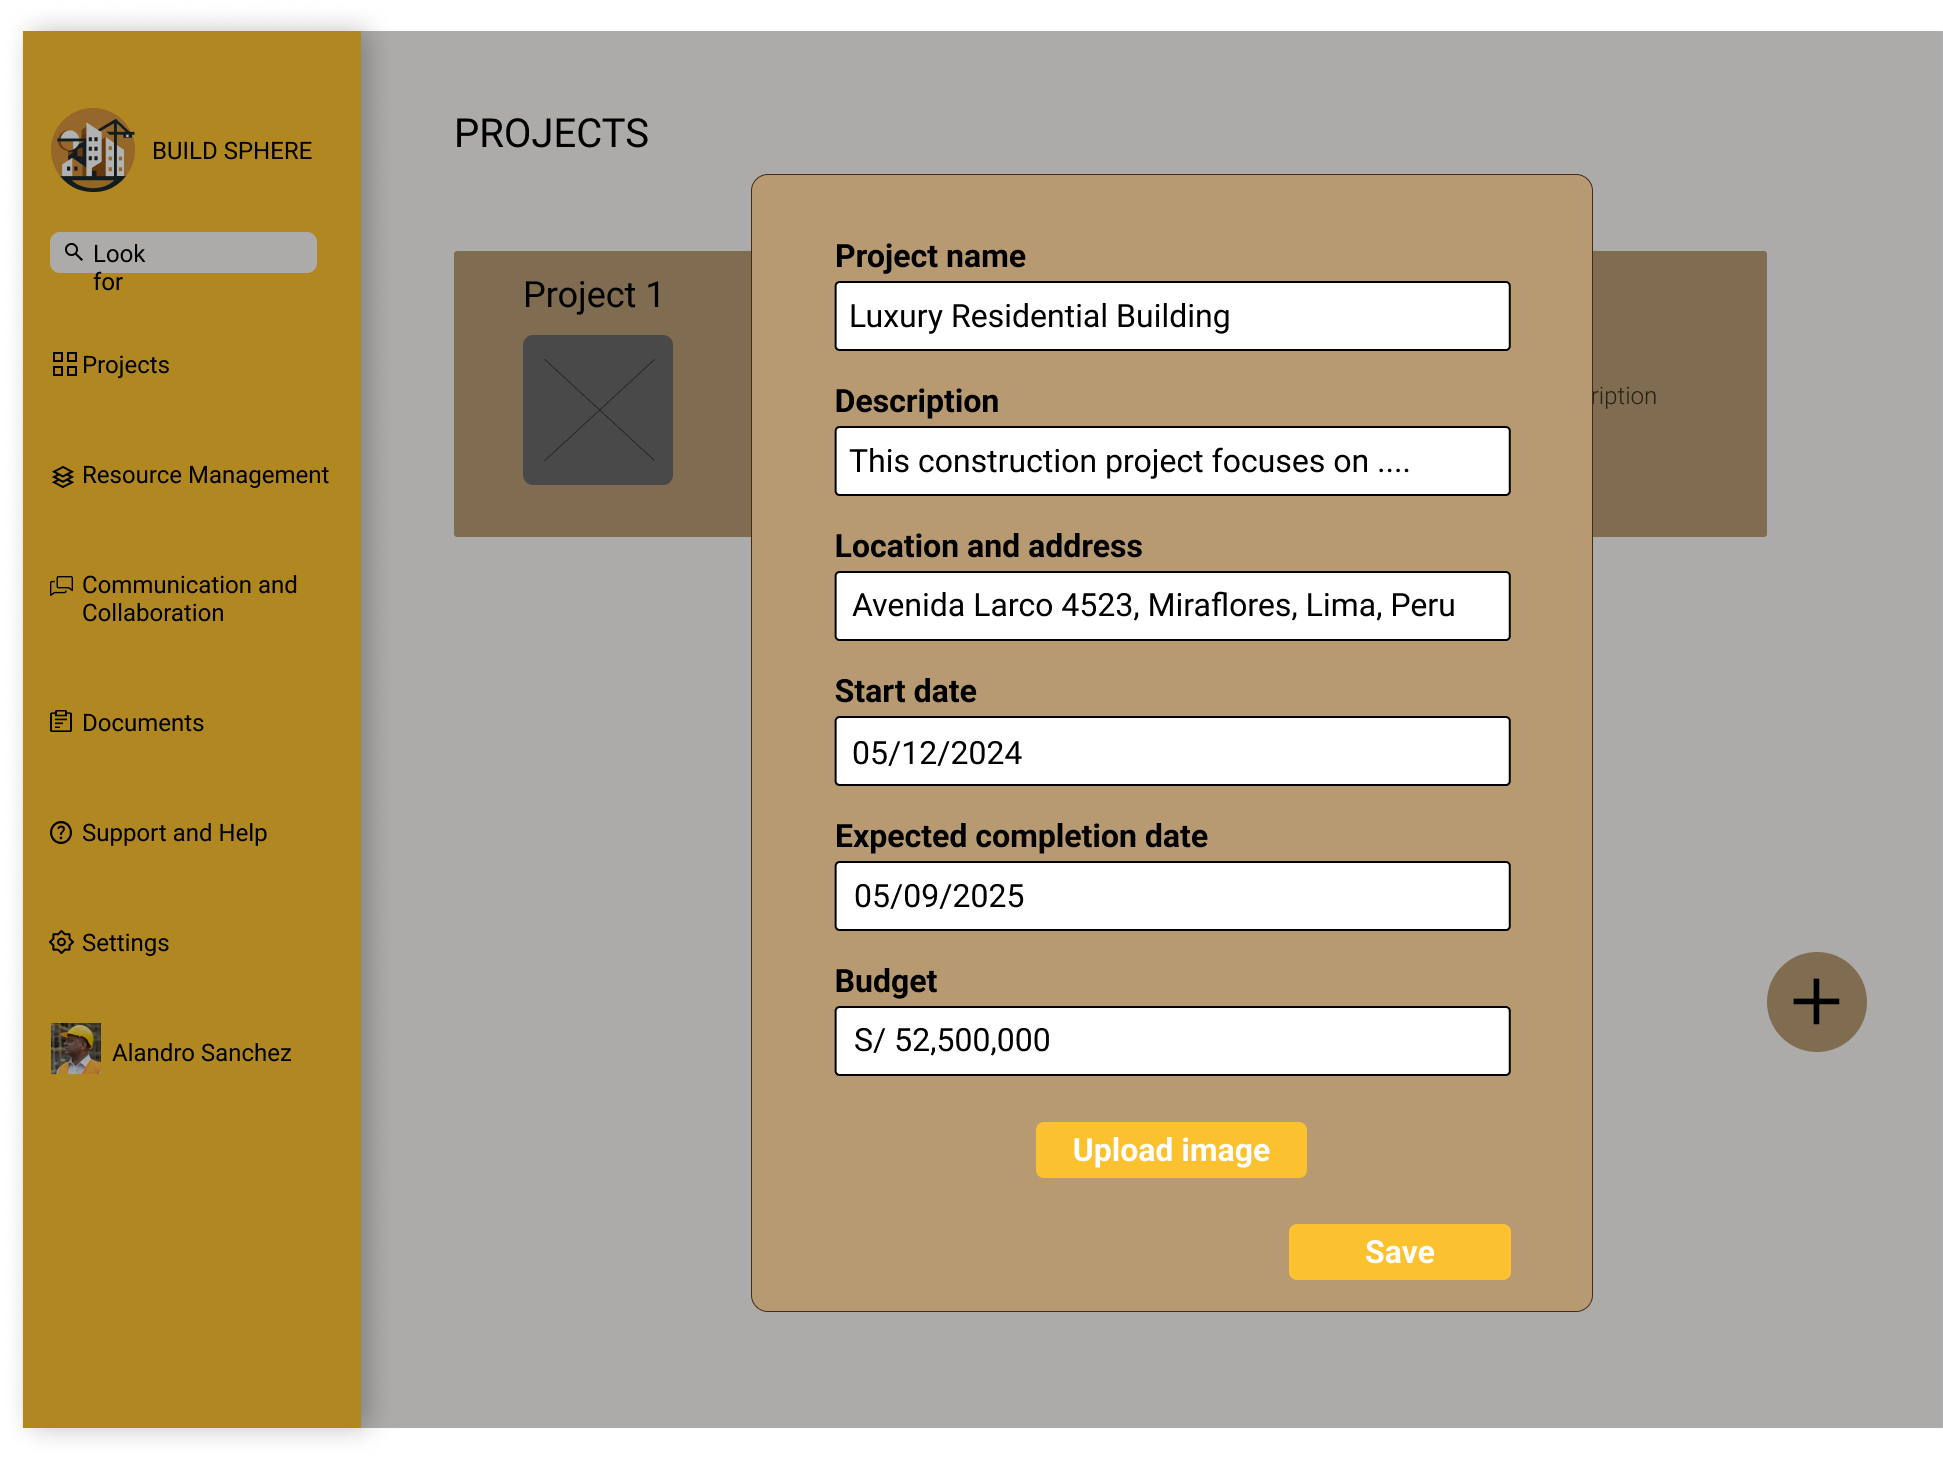 BUILD SPHERE
Look
for
Projects
Resource Management
Communication and
Collaboration
Documents
Support and Help
Settings
Alandro Sanchez
PROJECTS
Project 1
ription
Project name
Luxury Residential Building
Description
This construction project focuses on ....
Location and address
Avenida Larco 4523, Miraflores, Lima, Peru
Start date
05/12/2024
Expected completion date
05/09/2025
Budget
S/ 52,500,000
Upload image
Save